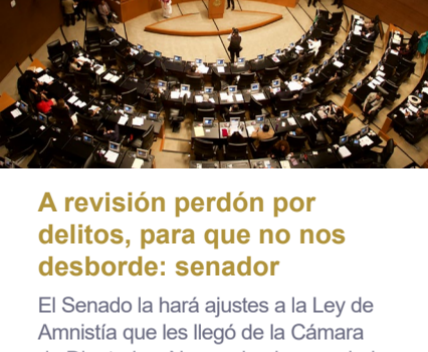 A revisión perdón por
delitos, para que no nos
desborde: senador
El Senado la hará ajustes a la Ley de
Amnistía que les llegó de la Cámara